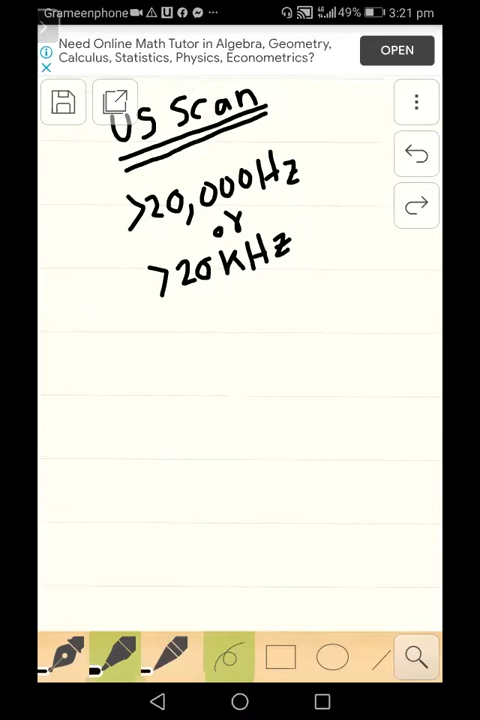 Grameenphone ... 49% 3:21 pm
Need Online Math Tutor in Algebra, Geometry,
Calculus, Statistics, Physics, Econometrics?
OPEN
US Scan
>20,000Hz
or
>20KHz